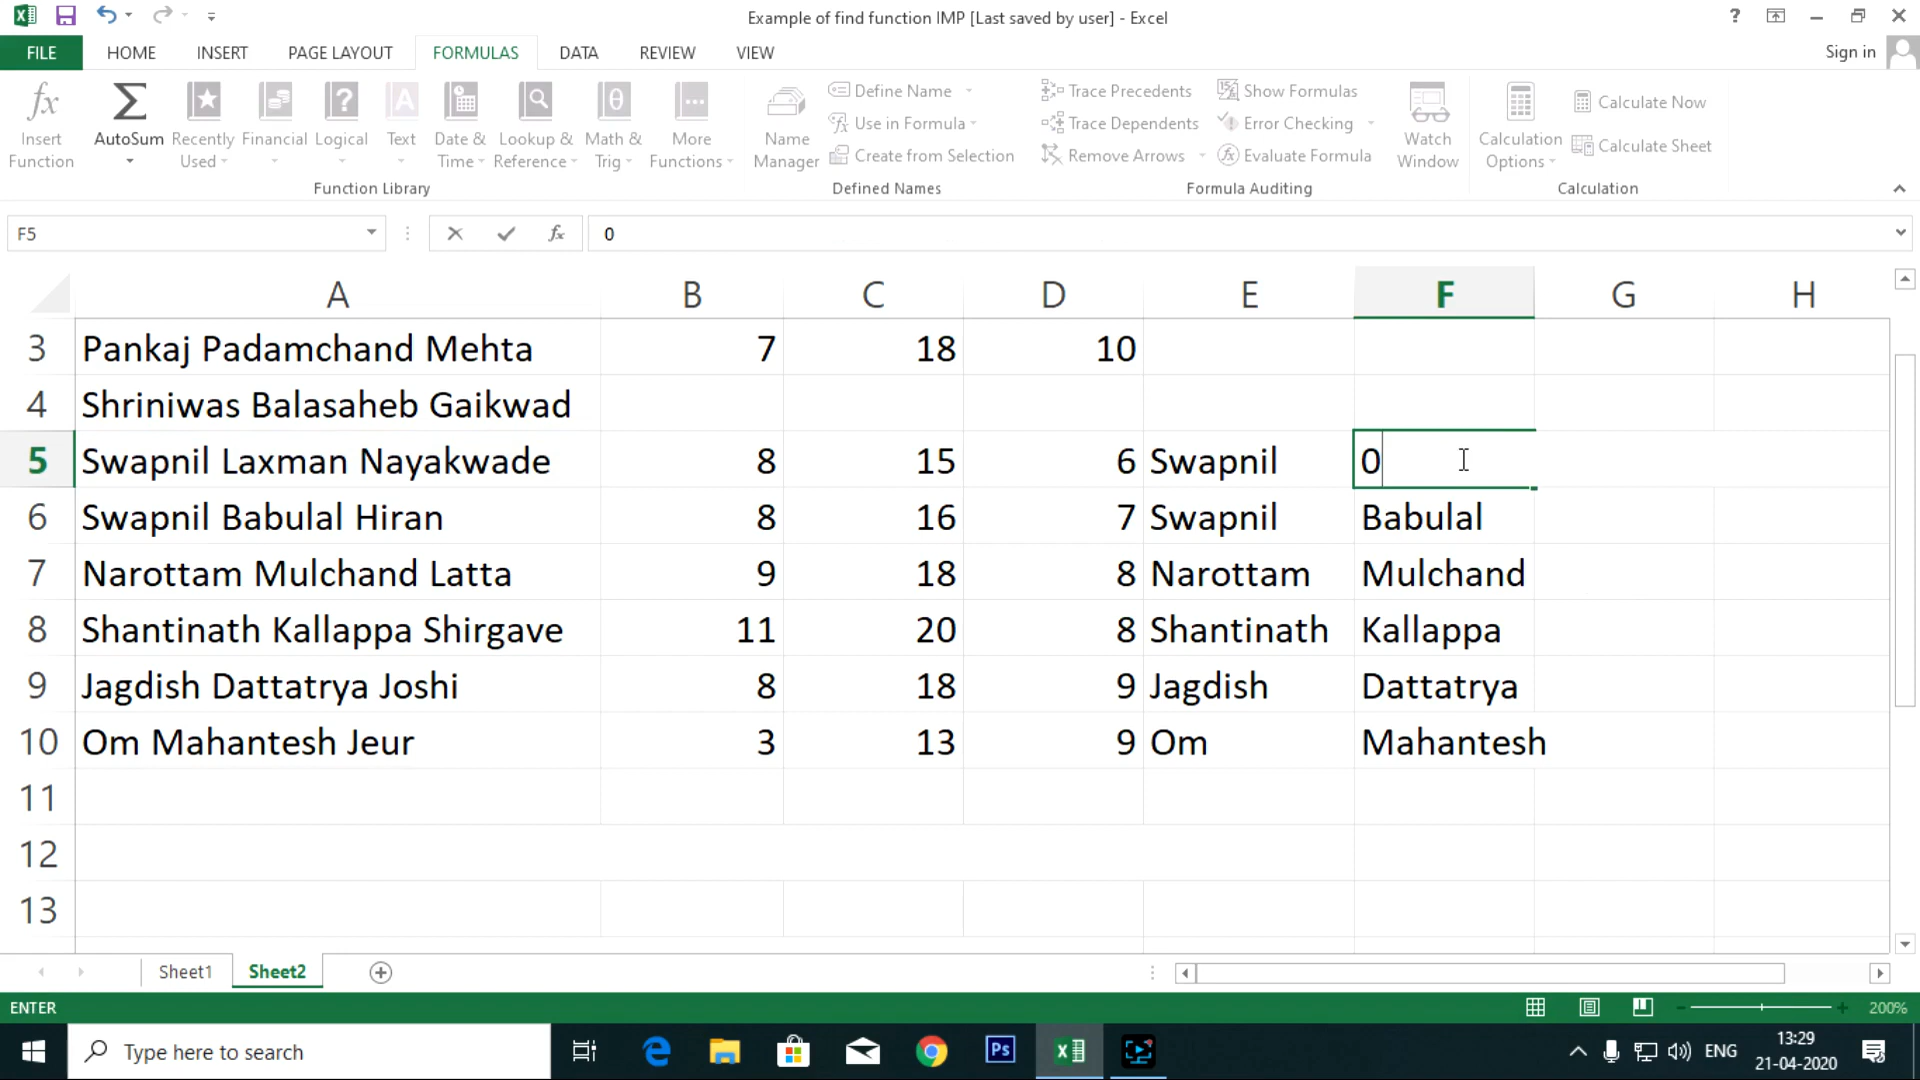 Example of find function IMP [Last saved by user] - Excel
FILE HOME INSERT PAGE LAYOUT FORMULAS DATA REVIEW VIEW Sign in
Insert Function
AutoSum
Recently Used
Financial
Logical
Text
Date & Time
Lookup & Reference
Math & Trig
More Functions
Function Library
Name Manager
Define Name
Use in Formula
Create from Selection
Defined Names
Trace Precedents
Trace Dependents
Remove Arrows
Show Formulas
Error Checking
Evaluate Formula
Formula Auditing
Watch Window
Calculation Options
Calculate Now
Calculate Sheet
Calculation
F5 fx 0
A B C D E F G H
3 Pankaj Padamchand Mehta 7 18 10
4 Shriniwas Balasaheb Gaikwad
5 Swapnil Laxman Nayakwade 8 15 6 Swapnil 0
6 Swapnil Babulal Hiran 8 16 7 Swapnil Babulal
7 Narottam Mulchand Latta 9 18 8 Narottam Mulchand
8 Shantinath Kallappa Shirgave 11 20 8 Shantinath Kallappa
9 Jagdish Dattatrya Joshi 8 18 9 Jagdish Dattatrya
10 Om Mahantesh Jeur 3 13 9 Om Mahantesh
11
12
13
Sheet1 Sheet2
ENTER 200%
Type here to search Ps ENG 13:29
21-04-2020